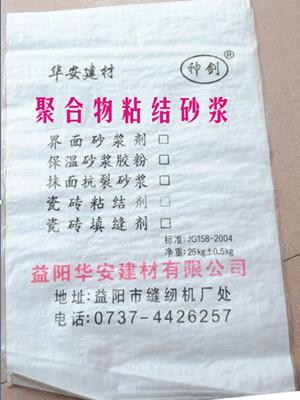 华安建材 神剑®
聚合物粘结砂浆
界面砂浆剂□
保温砂浆胶粉□
抹面抗裂砂浆□
瓷砖粘结剂□
瓷砖填缝剂□
标准:JG158-2004
净重:25kg±0.5kg
益阳华安建材有限公司
地址:益阳市缝纫机厂处
电话:0737-4426257